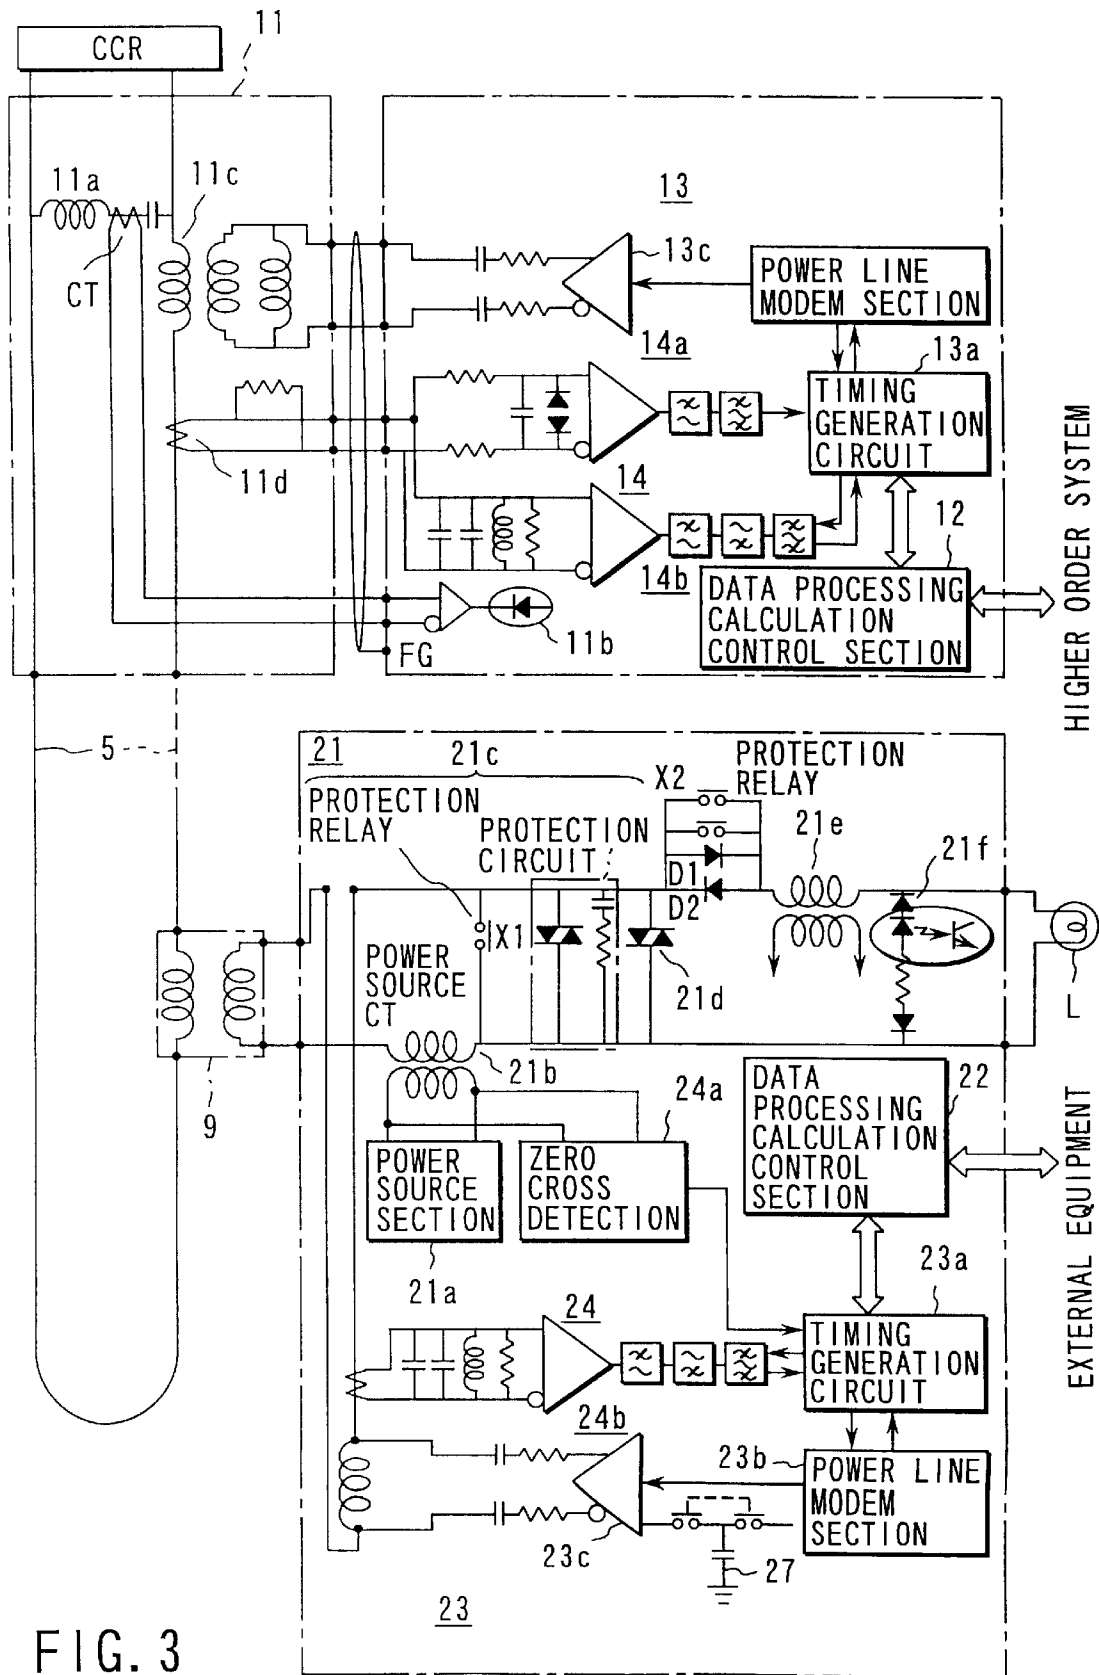 CCR
11
11a
11c
CT
11d
13
13c
POWER LINE
MODEM SECTION
14a
13a
TIMING
GENERATION
CIRCUIT
14
12
14b
DATA PROCESSING
CALCULATION
CONTROL SECTION
11b
FG
HIGHER ORDER SYSTEM
5
21
21c
PROTECTION
RELAY
X2
PROTECTION
RELAY
PROTECTION
CIRCUIT
21e
21f
D1
D2
X1
POWER
SOURCE
CT
21d
L
21b
9
24a
22
DATA
PROCESSING
CALCULATION
CONTROL
SECTION
POWER
SOURCE
SECTION
ZERO
CROSS
DETECTION
21a
EXTERNAL EQUIPMENT
23a
24
TIMING
GENERATION
CIRCUIT
24b
23b
POWER LINE
MODEM
SECTION
23c
27
23
FIG. 3